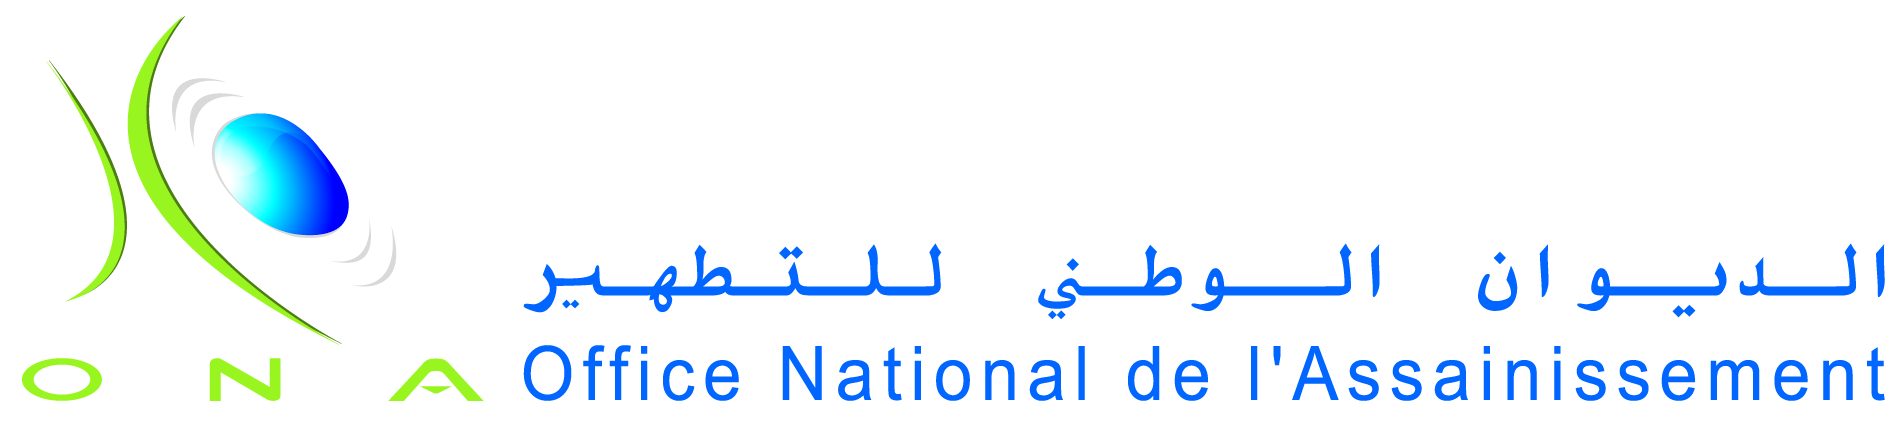 الديوان الوطني للتطهير
ONA
Office National de l'Assainissement